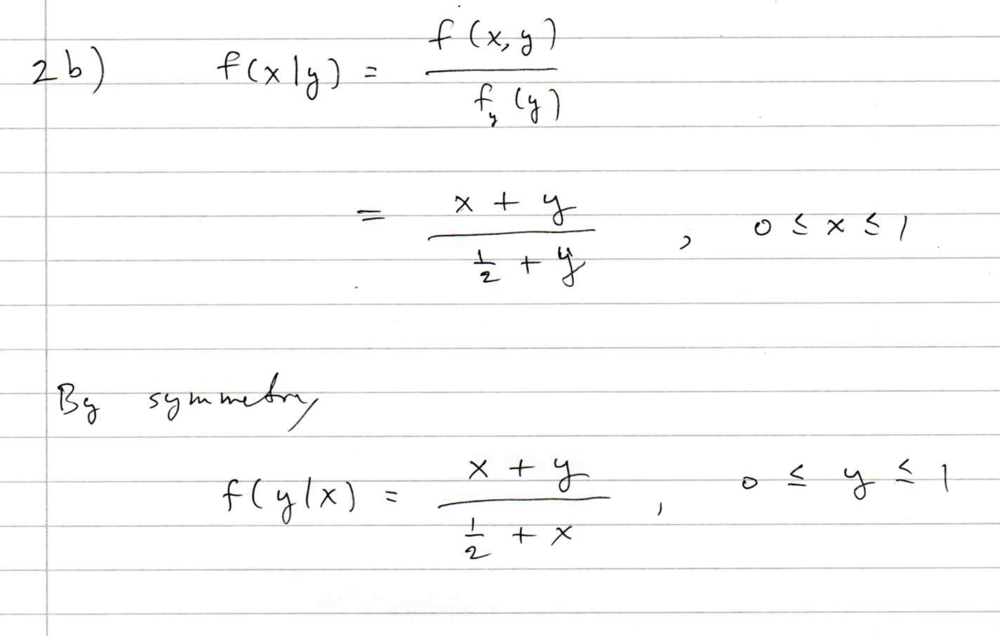 2b) f(x|y) = f(x,y) / f_y(y)
= (x + y) / (1/2 + y) , 0 ≤ x ≤ 1
By symmetry
f(y|x) = (x + y) / (1/2 + x) , 0 ≤ y ≤ 1